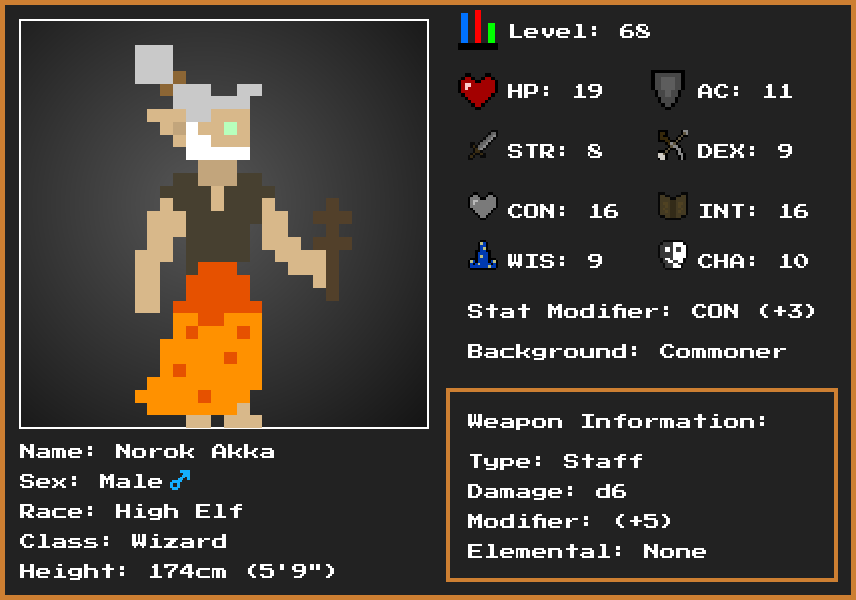 Level: 68
HP: 19 AC: 11
STR: 8 DEX: 9
CON: 16 INT: 16
WIS: 9 CHA: 10
Stat Modifier: CON (+3)
Background: Commoner
Weapon Information:
Type: Staff
Damage: d6
Modifier: (+5)
Elemental: None
Name: Norok Akka
Sex: Male ♂
Race: High Elf
Class: Wizard
Height: 174cm (5'9")